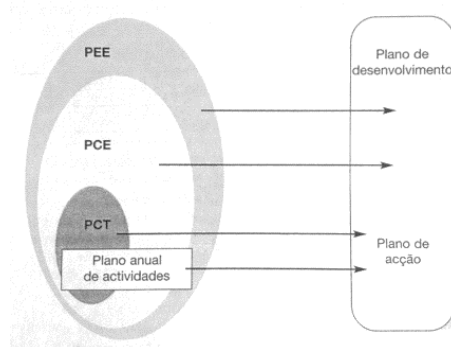 PEE
PCE
PCT
Plano anual
de actividades
Plano de
desenvolvimento
Plano de
acção